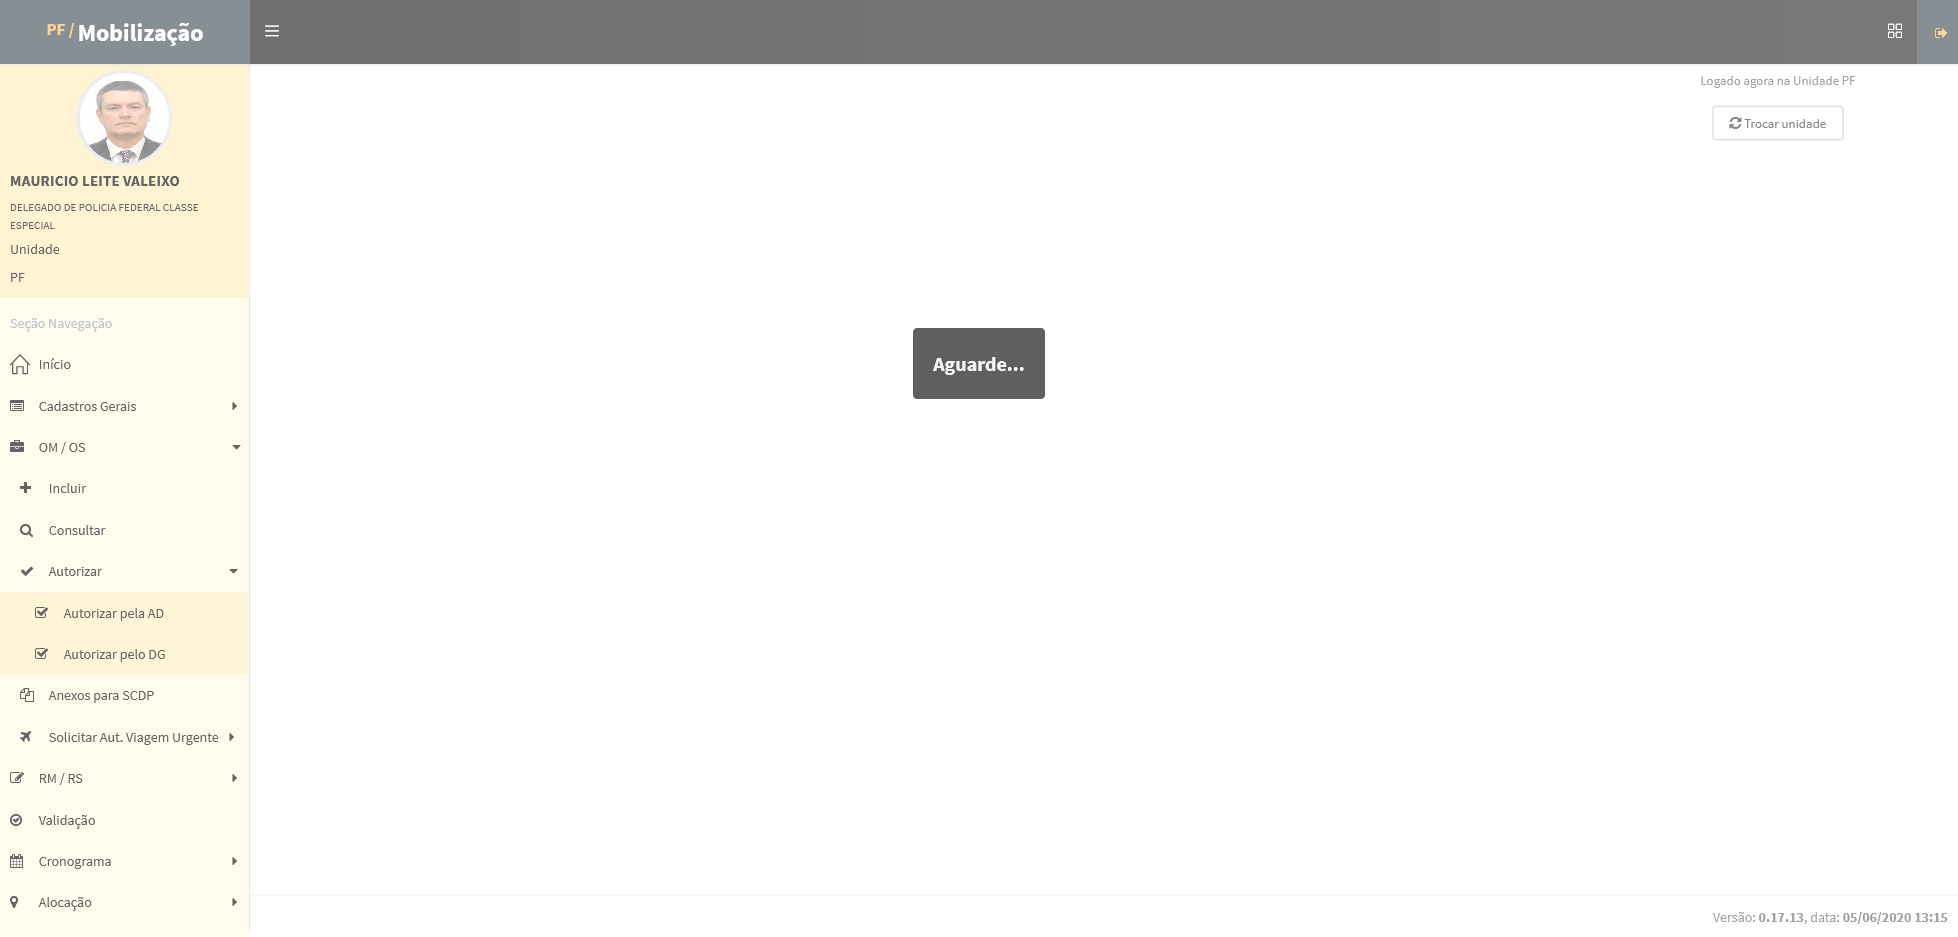 PF / Mobilização
Logado agora na Unidade PF
Trocar unidade
MAURICIO LEITE VALEIXO
DELEGADO DE POLICIA FEDERAL CLASSE
ESPECIAL
Unidade
PF
Seção Navegação
Início
Cadastros Gerais
OM / OS
Incluir
Consultar
Autorizar
Autorizar pela AD
Autorizar pelo DG
Anexos para SCDP
Solicitar Aut. Viagem Urgente
RM / RS
Validação
Cronograma
Alocação
Aguarde...
Versão: 0.17.13, data: 05/06/2020 13:15